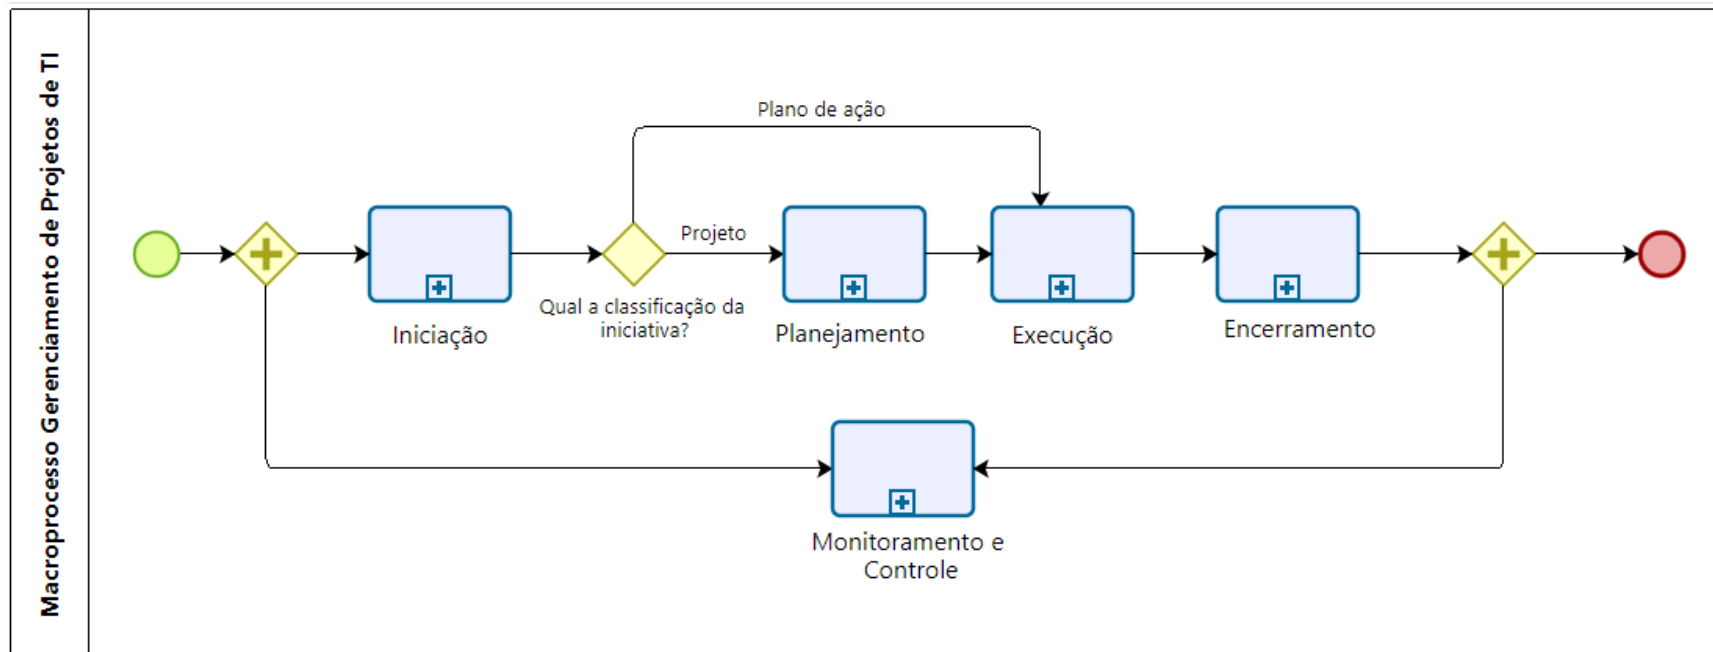 Macroprocesso Gerenciamento de Projetos de TI
Plano de ação
Projeto
Qual a classificação da
iniciativa?
Iniciação
Planejamento
Execução
Encerramento
Monitoramento e
Controle